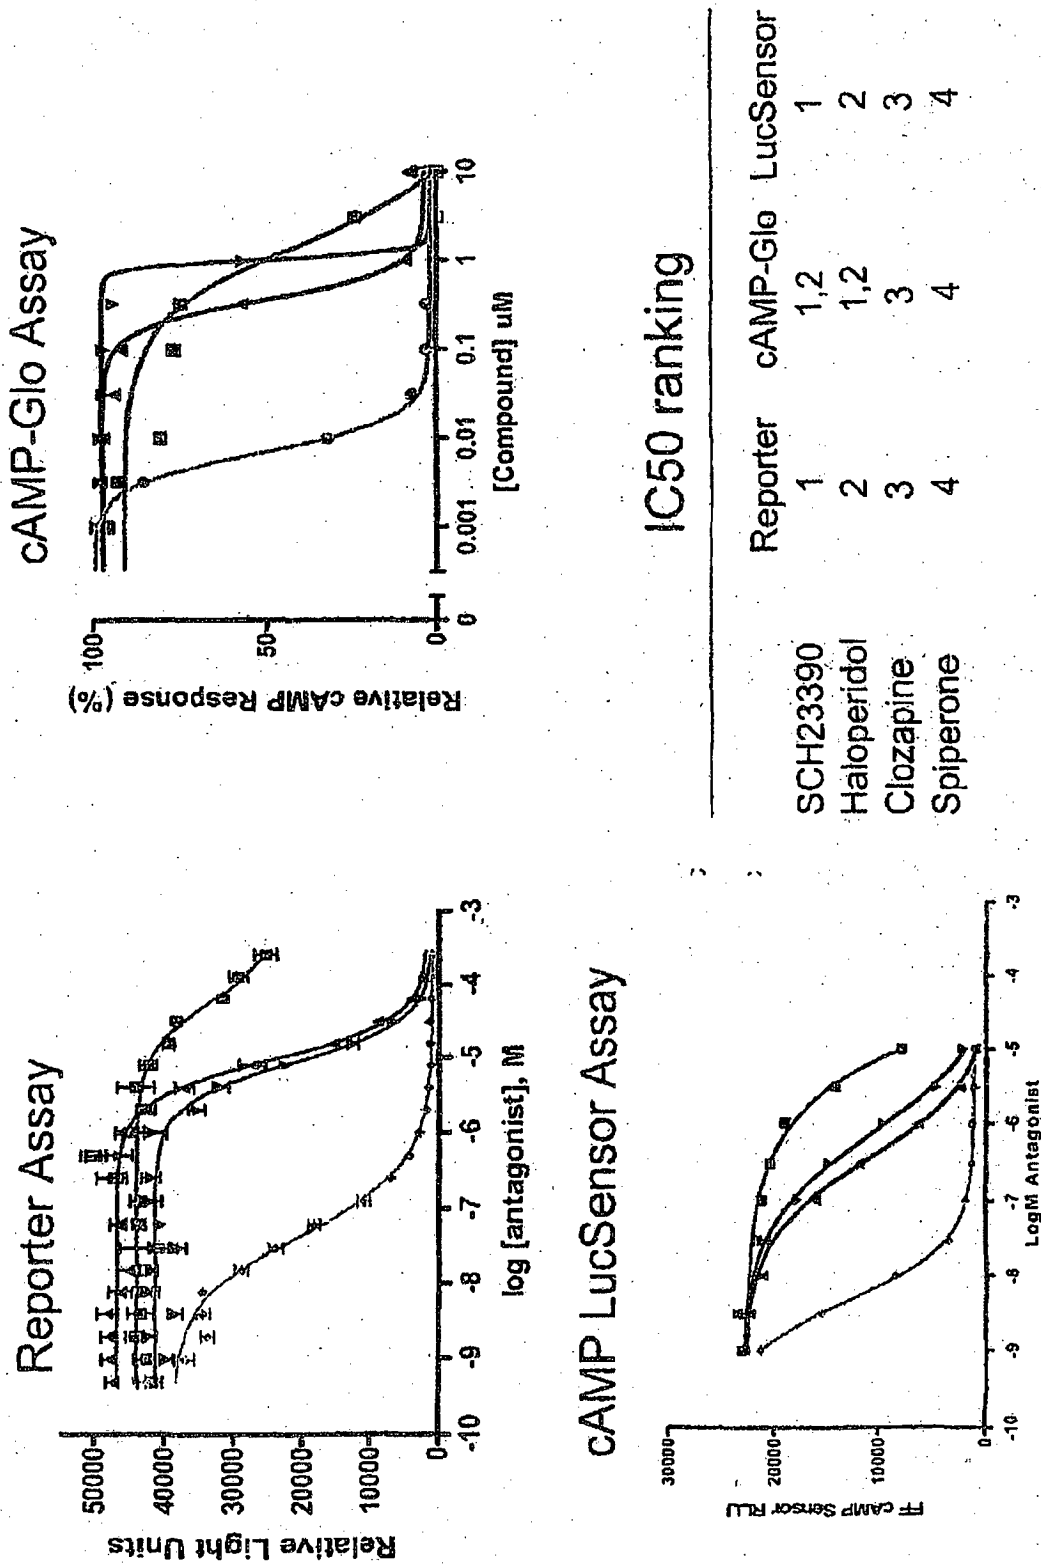 Reporter Assay
Relative Light Units
50000
40000
30000
20000
10000
0
-10
-9
-8
-7
-6
-5
-4
-3
log [antagonist], M
cAMP-Glo Assay
Relative cAMP Response (%)
100
50
0
0
0.001
0.01
0.1
1
10
[Compound] uM
cAMP LucSensor Assay
FF cAMP Sensor RLU
30000
20000
10000
0
-10
-9
-8
-7
-6
-5
-4
-3
LogM Antagonist
IC50 ranking
Reporter cAMP-Glo LucSensor
SCH23390 1 1,2 1
Haloperidol 2 1,2 2
Clozapine 3 3 3
Spiperone 4 4 4